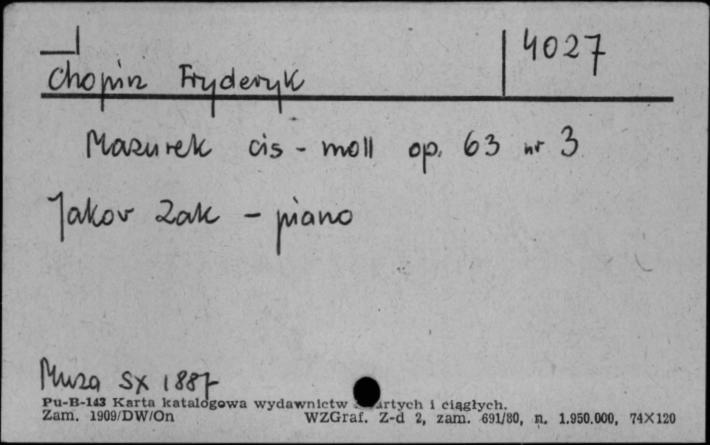 4027
Chopin Fryderyk
Mazurek cis - moll op. 63 nr 3
Jakov Zak - piano
Muza SX 1887
Pu-B-143 Karta katalogowa wydawnictw i ciągłych.
Zam. 1909/DW/On WZGraf. Z-d 2, zam. 691/80, n. 1.950.000, 74X120